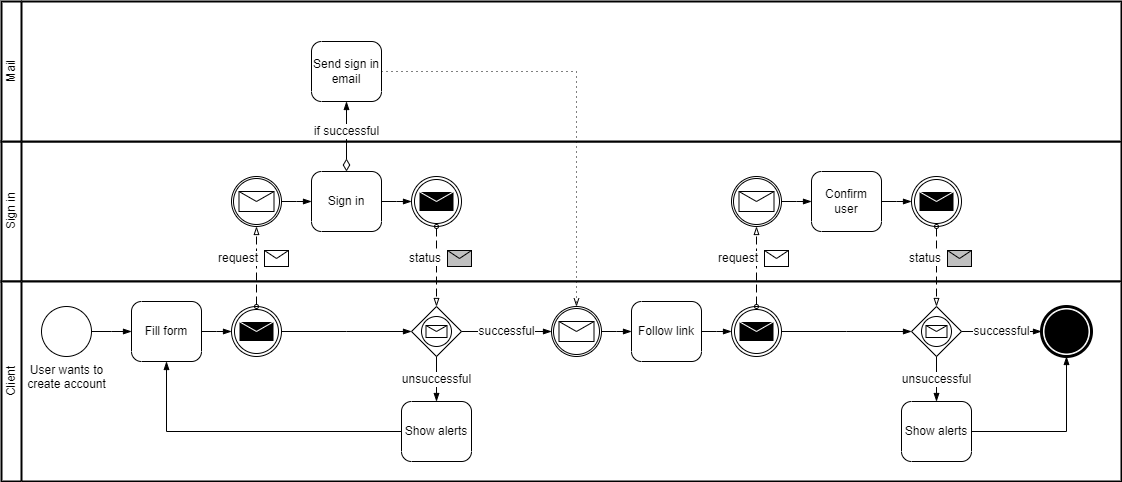 Mail
Send sign in
email
if successful
Sign in
Sign in
Confirm
user
request
status
request
status
Client
Fill form
successful
Follow link
successful
User wants to
create account
unsuccessful
unsuccessful
Show alerts
Show alerts